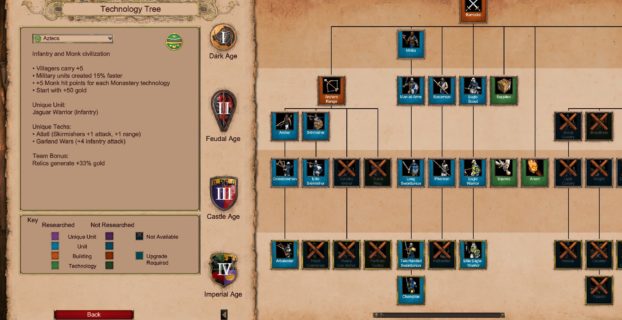 Technology Tree
Aztecs
Infantry and Monk civilization
• Villagers carry +5
• Military units created 15% faster
• +5 Monk hit points for each Monastery technology
• Start with +50 gold
Unique Unit:
Jaguar Warrior (Infantry)
Unique Techs:
• Atlatl (Skirmishers +1 attack, +1 range)
• Garland Wars (+4 infantry attack)
Team Bonus:
Relics generate +33% gold
Key
Researched
Not Researched
Unique Unit
Not Available
Unit
Building
Upgrade
Required
Technology
Back
Dark Age
II
Feudal Age
III
Castle Age
IV
Imperial Age
Barracks
Militia
Archery
Range
Man-at-Arms
Spearman
Eagle
Scout
Supplies
Archer
Skirmisher
Crossbowman
Elite
Skirmisher
Long
Swordsman
Pikeman
Eagle
Warrior
Squires
Arson
Arbalester
Two-Handed
Swordsman
Elite Eagle
Warrior
Champion